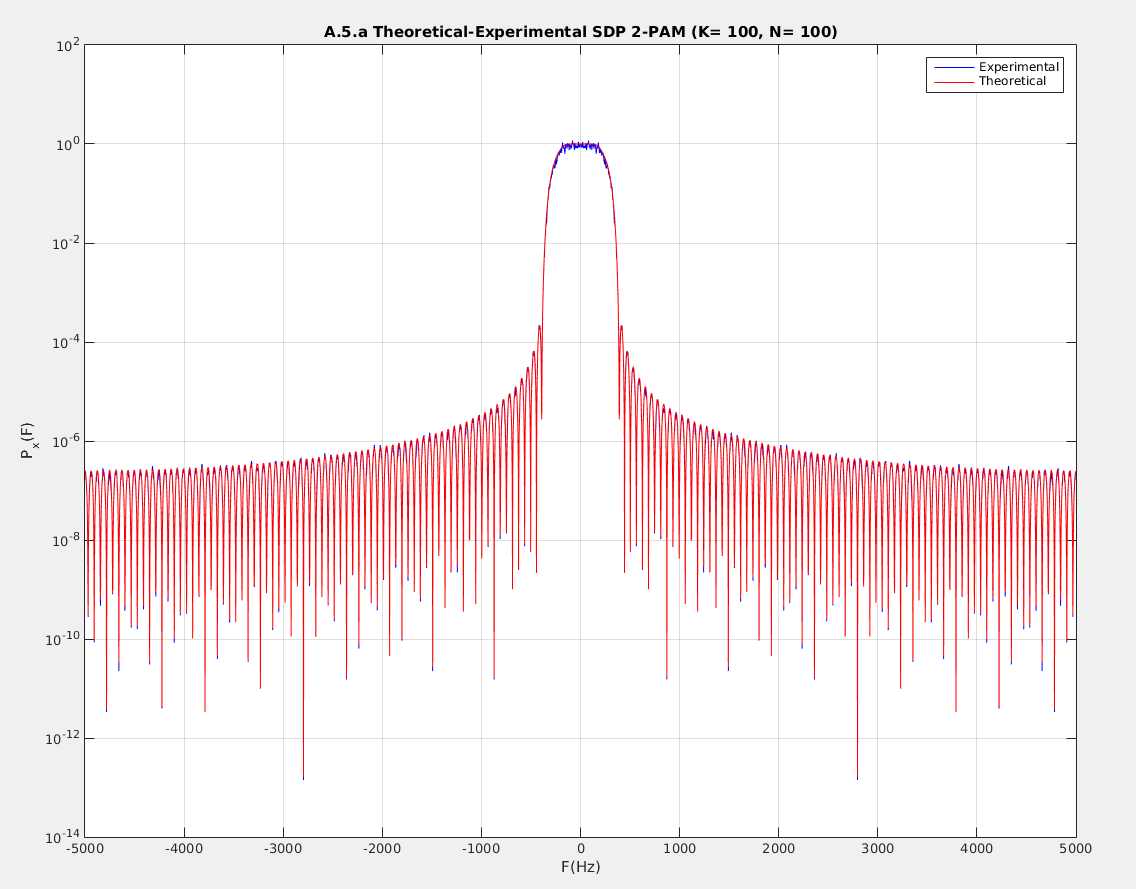 A.5.a Theoretical-Experimental SDP 2-PAM (K= 100, N= 100)
Experimental
Theoretical
10^2
10^0
10^-2
10^-4
10^-6
10^-8
10^-10
10^-12
10^-14
P_x(F)
-5000 -4000 -3000 -2000 -1000 0 1000 2000 3000 4000 5000
F(Hz)